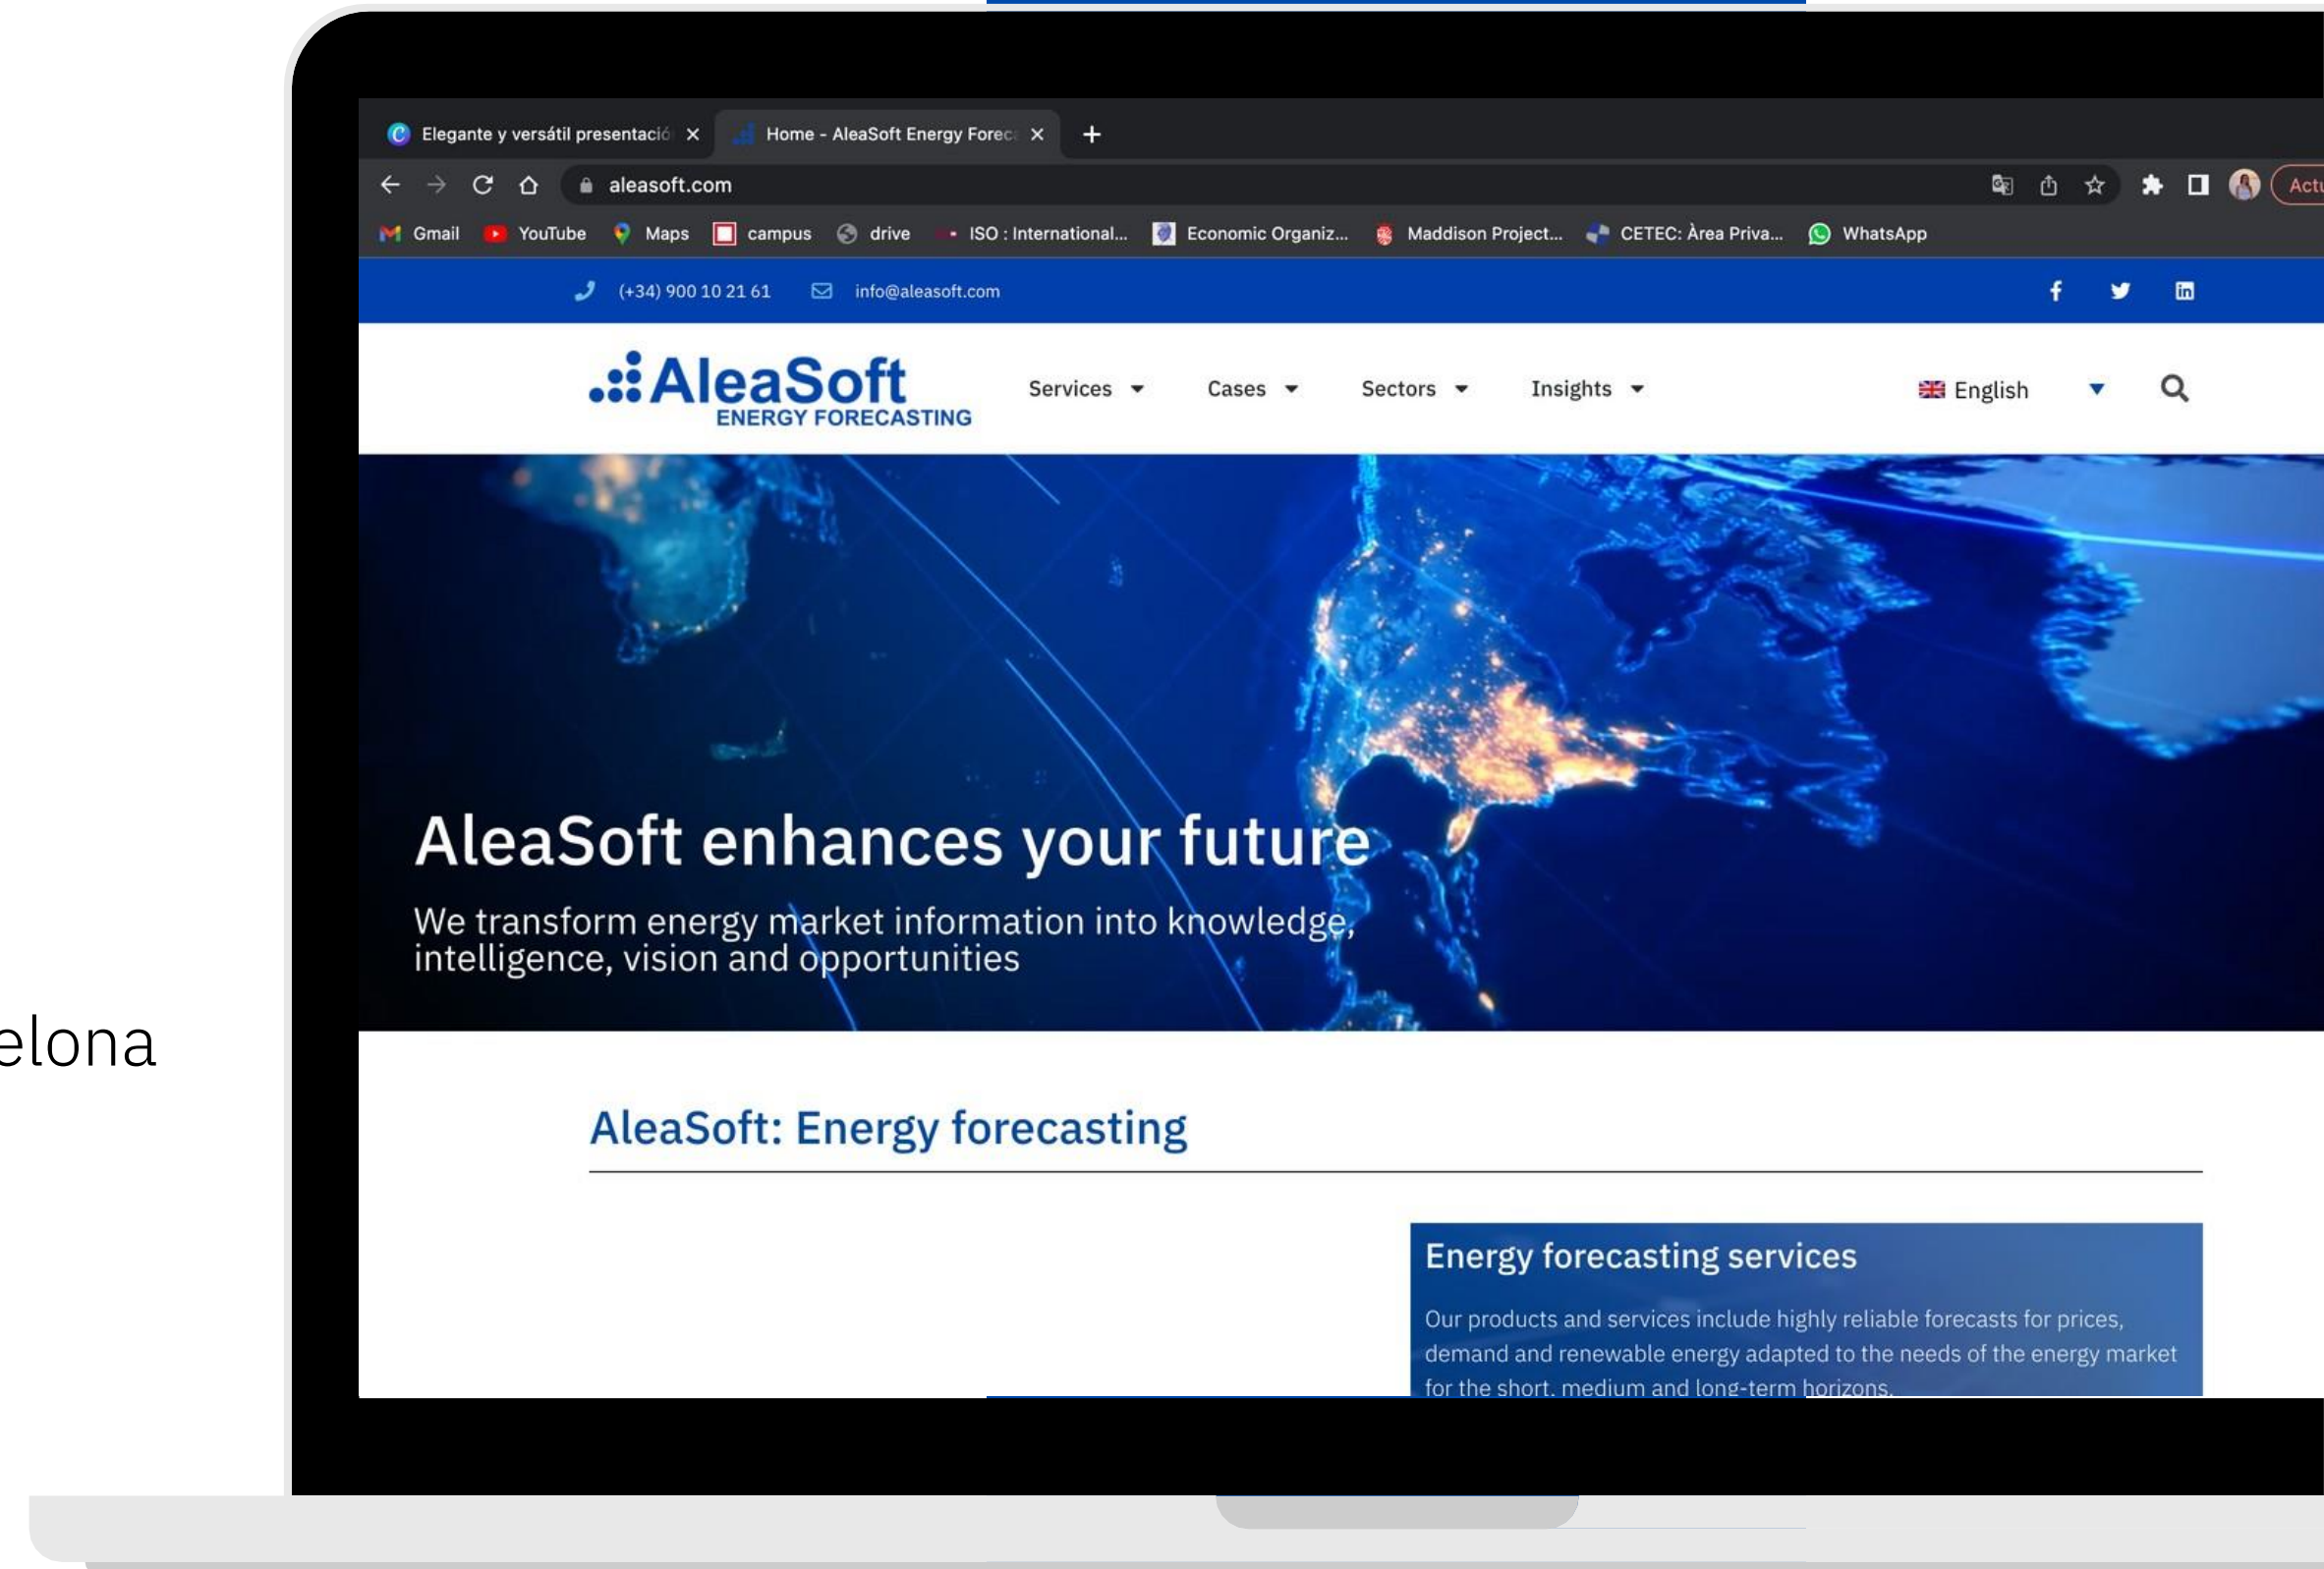 Elegante y versátil presentació
Home - AleaSoft Energy Forec
aleasoft.com
Actu
Gmail YouTube Maps campus drive ISO : International... Economic Organiz... Maddison Project... CETEC: Àrea Priva... WhatsApp
(+34) 900 10 21 61 info@aleasoft.com
AleaSoft
ENERGY FORECASTING
Services Cases Sectors Insights English
AleaSoft enhances your future
We transform energy market information into knowledge,
intelligence, vision and opportunities
elona
AleaSoft: Energy forecasting
Energy forecasting services
Our products and services include highly reliable forecasts for prices,
demand and renewable energy adapted to the needs of the energy market
for the short, medium and long-term horizons.